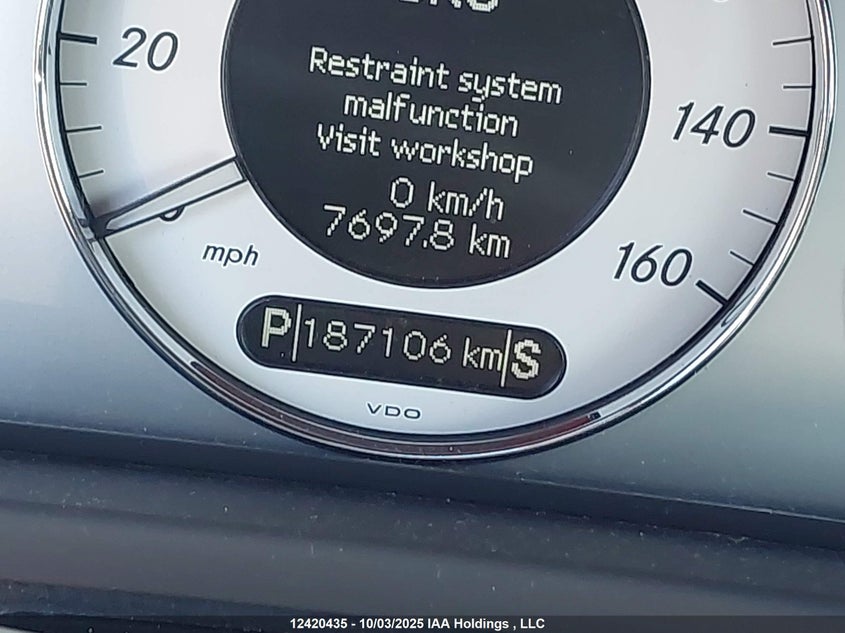 20
Restraint system
malfunction
Visit workshop
0 km/h
7697.8 km
140
160
mph
P 187106 km S
VDO
12420435 - 10/03/2025 IAA Holdings , LLC